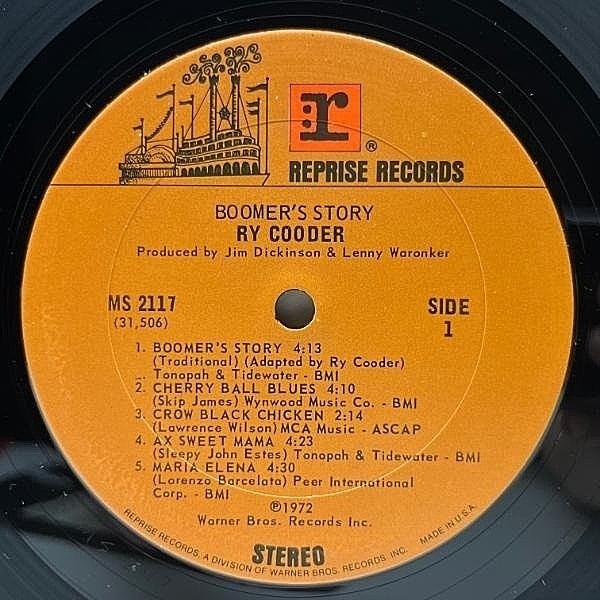 r
®
REPRISE RECORDS
BOOMER'S STORY
RY COODER
Produced by Jim Dickinson & Lenny Waronker
MS 2117
(31,506)
SIDE
1
1. BOOMER'S STORY 4:13
(Traditional) (Adapted by Ry Cooder)
Tonopah & Tidewater - BMI
2. CHERRY BALL BLUES 4:10
(Skip James) Wynwood Music Co. - BMI
3. CROW BLACK CHICKEN 2:14
(Lawrence Wilson) MCA Music - ASCAP
4. AX SWEET MAMA 4:23
(Sleepy John Estes) Tonopah & Tidewater - BMI
5. MARIA ELENA 4:30
(Lorenzo Barcelata) Peer International
Corp. - BMI
℗1972
Warner Bros. Records Inc.
STEREO
REPRISE RECORDS, A DIVISION OF WARNER BROS. RECORDS INC. MADE IN U.S.A.